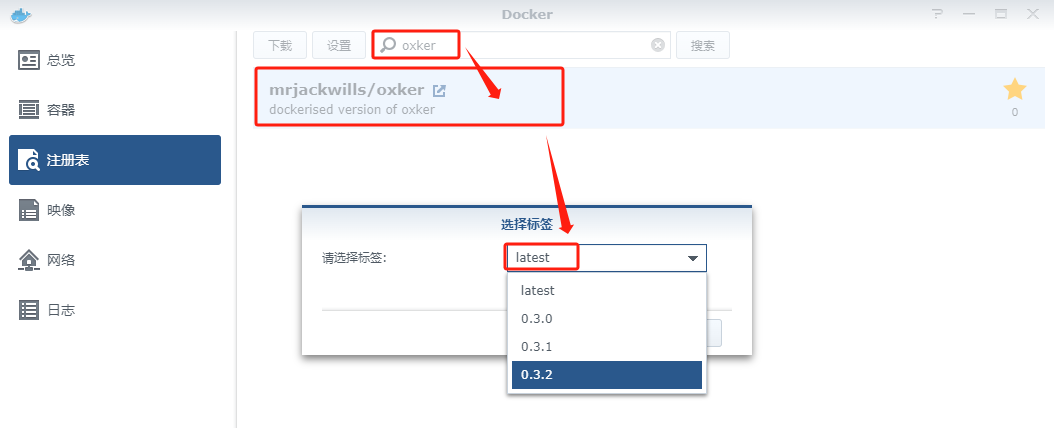 Docker
总览
容器
注册表
映像
网络
日志
下载
设置
oxker
搜索
mrjackwills/oxker
dockerised version of oxker
0
选择标签
请选择标签:
latest
latest
0.3.0
0.3.1
0.3.2